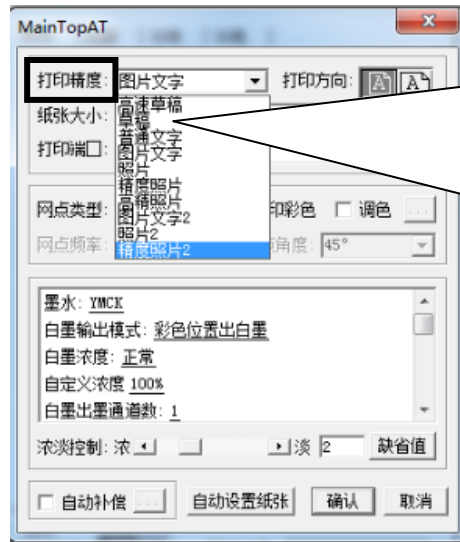 MainTopAT
打印精度: 图片文字 打印方向:
纸张大小:
打印端口:
高速草稿
草稿
普通文字
图片文字
照片
精度照片
高精照片
图片文字2
照片2
精度照片2
网点类型: 印彩色 调色 ...
网点频率: 角度: 45°
墨水: YMCK
白墨输出模式: 彩色位置出白墨
白墨浓度: 正常
自定义浓度 100%
白墨出墨通道数: 1
浓淡控制: 浓 淡 2 缺省值
自动补偿 ... 自动设置纸张 确认 取消